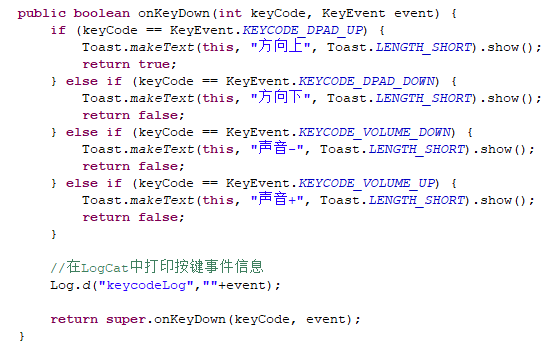 public boolean onKeyDown(int keyCode, KeyEvent event) {
    if (keyCode == KeyEvent.KEYCODE_DPAD_UP) {
        Toast.makeText(this, "方向上", Toast.LENGTH_SHORT).show();
        return true;
    } else if (keyCode == KeyEvent.KEYCODE_DPAD_DOWN) {
        Toast.makeText(this, "方向下", Toast.LENGTH_SHORT).show();
        return false;
    } else if (keyCode == KeyEvent.KEYCODE_VOLUME_DOWN) {
        Toast.makeText(this, "声音-", Toast.LENGTH_SHORT).show();
        return false;
    } else if (keyCode == KeyEvent.KEYCODE_VOLUME_UP) {
        Toast.makeText(this, "声音+", Toast.LENGTH_SHORT).show();
        return false;
    }
    //在LogCat中打印按键事件信息
    Log.d("keycodeLog",""+event);
    return super.onKeyDown(keyCode, event);
}